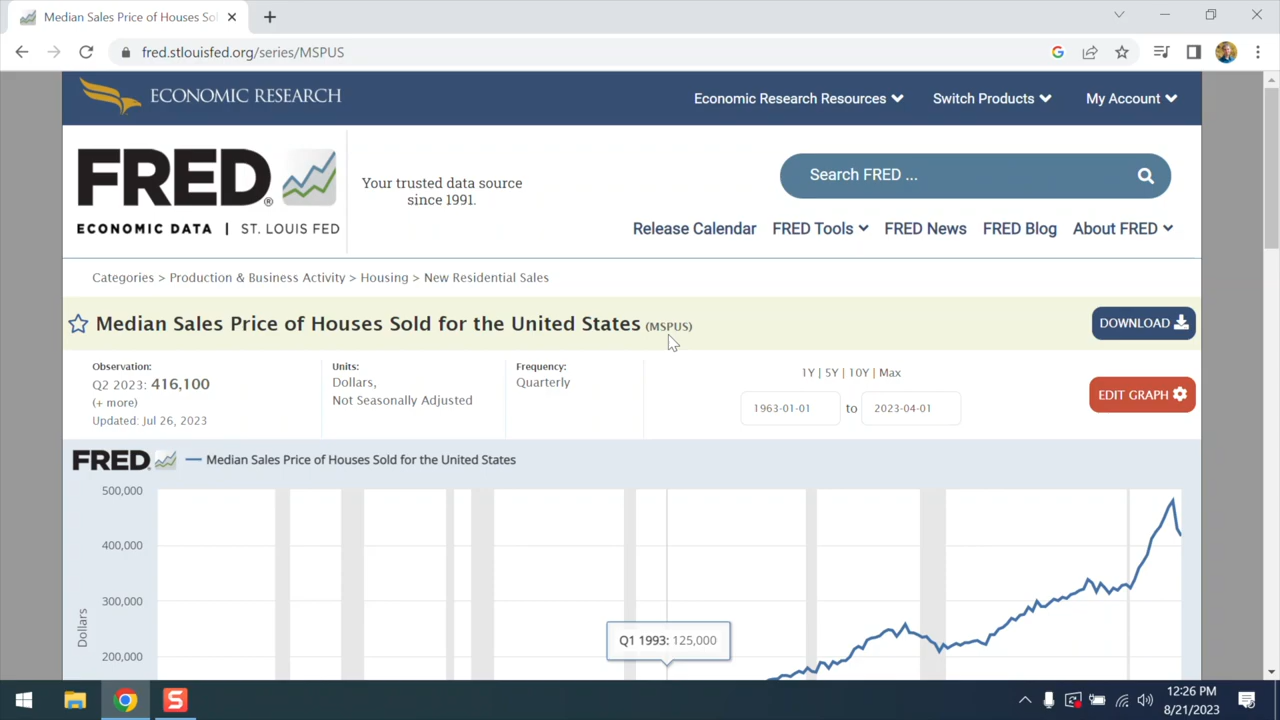 Median Sales Price of Houses Sol
fred.stlouisfed.org/series/MSPUS
ECONOMIC RESEARCH
Economic Research Resources
Switch Products
My Account
FRED®
ECONOMIC DATA | ST. LOUIS FED
Your trusted data source
since 1991.
Search FRED ...
Release Calendar
FRED Tools
FRED News
FRED Blog
About FRED
Categories > Production & Business Activity > Housing > New Residential Sales
Median Sales Price of Houses Sold for the United States (MSPUS)
DOWNLOAD
Observation:
Q2 2023: 416,100
(+ more)
Updated: Jul 26, 2023
Units:
Dollars,
Not Seasonally Adjusted
Frequency:
Quarterly
1Y | 5Y | 10Y | Max
1963-01-01 to 2023-04-01
EDIT GRAPH
FRED Median Sales Price of Houses Sold for the United States
500,000
400,000
300,000
200,000
Dollars
Q1 1993: 125,000
12:26 PM
8/21/2023